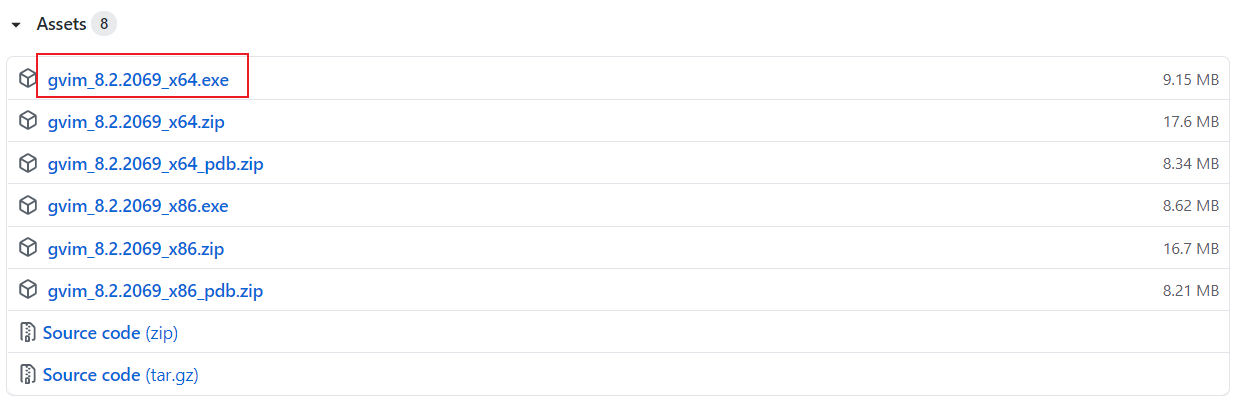 Assets 8
gvim_8.2.2069_x64.exe 9.15 MB
gvim_8.2.2069_x64.zip 17.6 MB
gvim_8.2.2069_x64_pdb.zip 8.34 MB
gvim_8.2.2069_x86.exe 8.62 MB
gvim_8.2.2069_x86.zip 16.7 MB
gvim_8.2.2069_x86_pdb.zip 8.21 MB
Source code (zip)
Source code (tar.gz)